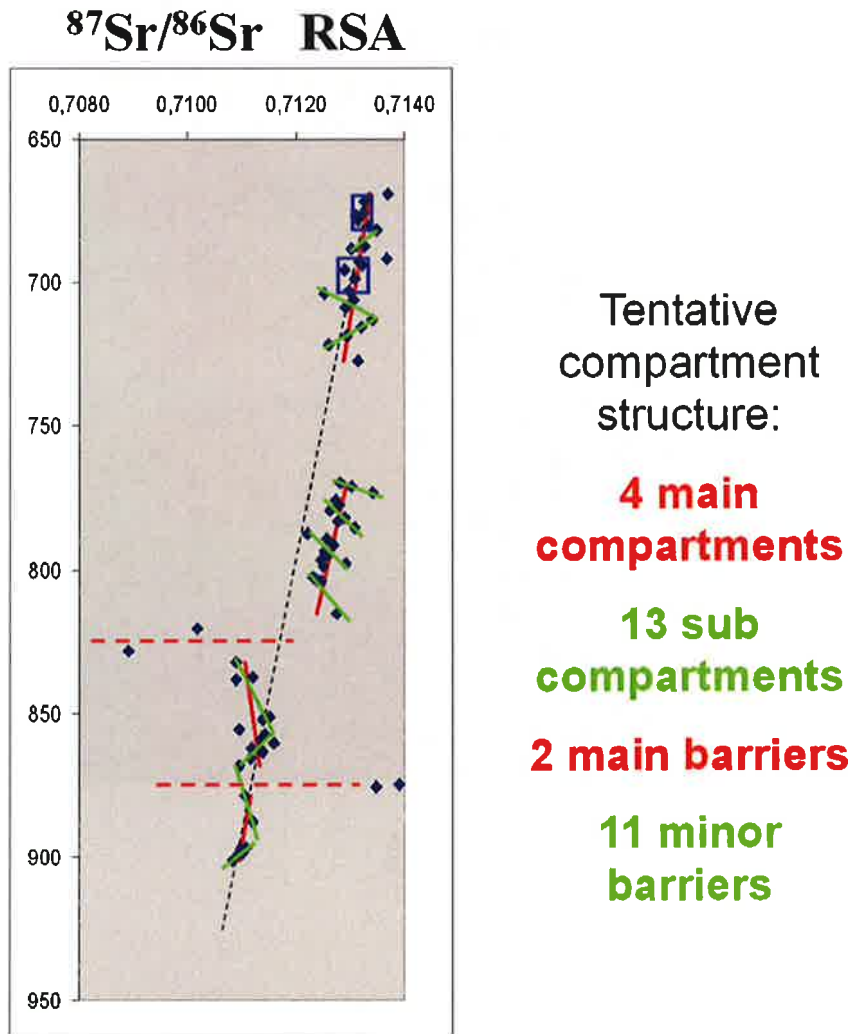 ⁸⁷Sr/⁸⁶Sr RSA
0,7080 0,7100 0,7120 0,7140
650
700
750
800
850
900
950
Tentative
compartment
structure:
4 main
compartments
13 sub
compartments
2 main barriers
11 minor
barriers